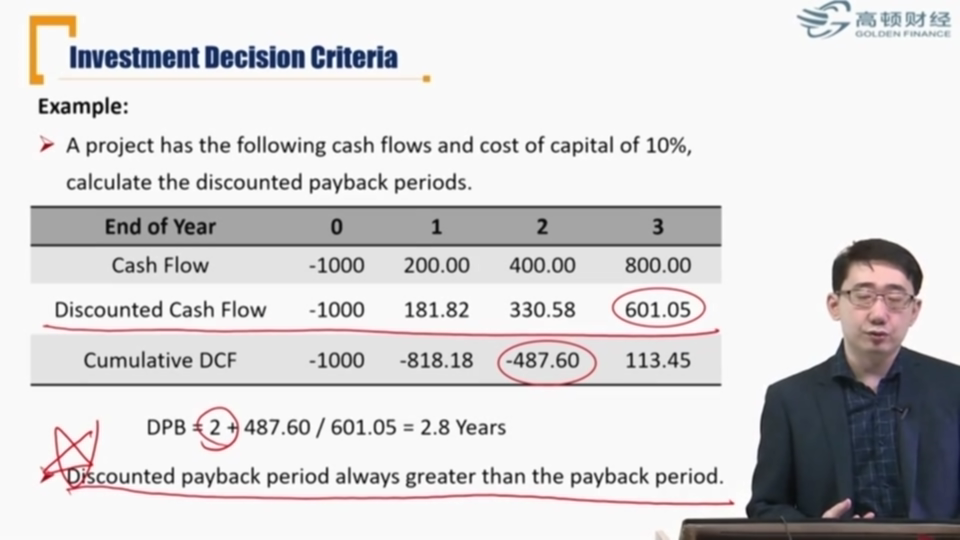 高顿财经
GOLDEN FINANCE
Investment Decision Criteria
Example:
A project has the following cash flows and cost of capital of 10%,
calculate the discounted payback periods.
End of Year 0 1 2 3
Cash Flow -1000 200.00 400.00 800.00
Discounted Cash Flow -1000 181.82 330.58 601.05
Cumulative DCF -1000 -818.18 -487.60 113.45
DPB = 2 + 487.60 / 601.05 = 2.8 Years
Discounted payback period always greater than the payback period.